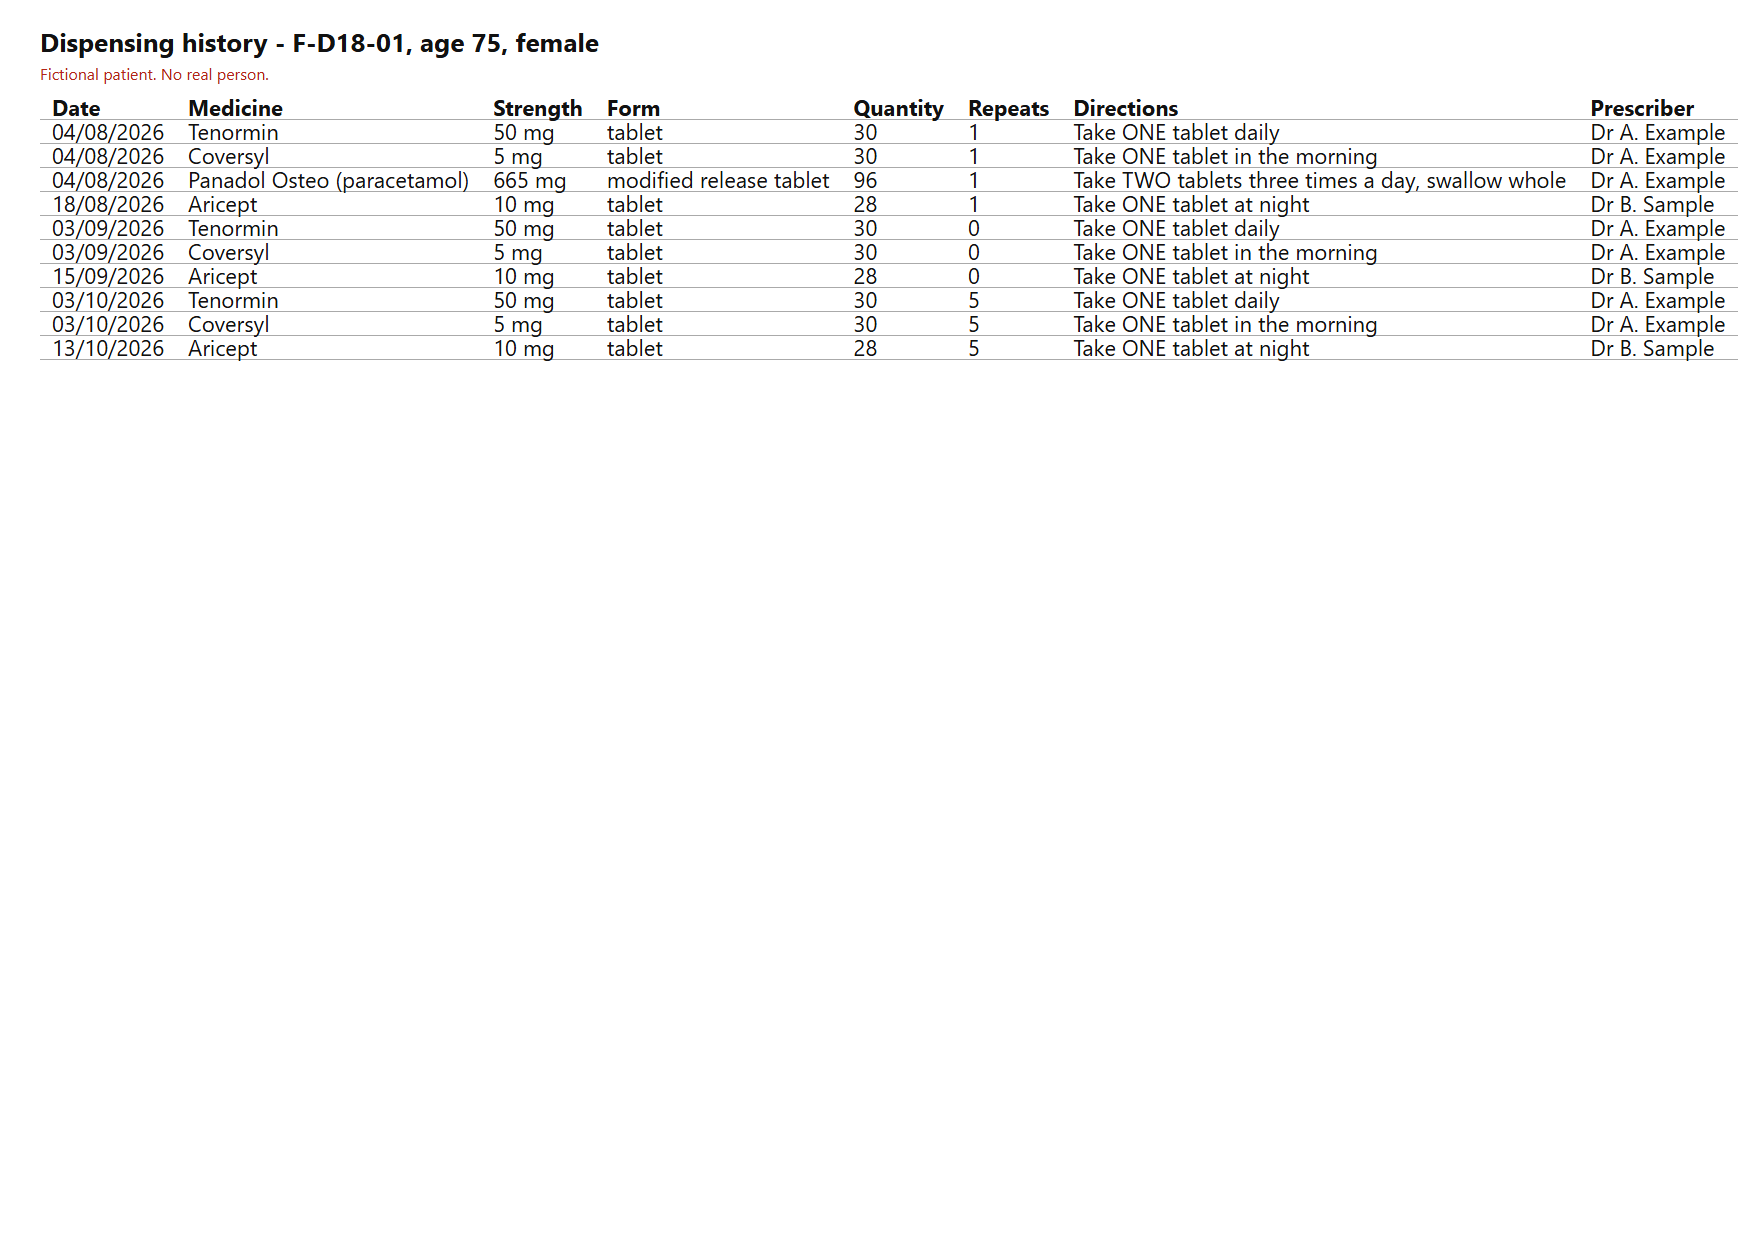 Dispensing history - F-D18-01, age 75, female
Fictional patient. No real person.
Date Medicine Strength Form Quantity Repeats Directions Prescriber
04/08/2026 Tenormin 50 mg tablet 30 1 Take ONE tablet daily Dr A. Example
04/08/2026 Coversyl 5 mg tablet 30 1 Take ONE tablet in the morning Dr A. Example
04/08/2026 Panadol Osteo (paracetamol) 665 mg modified release tablet 96 1 Take TWO tablets three times a day, swallow whole Dr A. Example
18/08/2026 Aricept 10 mg tablet 28 1 Take ONE tablet at night Dr B. Sample
03/09/2026 Tenormin 50 mg tablet 30 0 Take ONE tablet daily Dr A. Example
03/09/2026 Coversyl 5 mg tablet 30 0 Take ONE tablet in the morning Dr A. Example
15/09/2026 Aricept 10 mg tablet 28 0 Take ONE tablet at night Dr B. Sample
03/10/2026 Tenormin 50 mg tablet 30 5 Take ONE tablet daily Dr A. Example
03/10/2026 Coversyl 5 mg tablet 30 5 Take ONE tablet in the morning Dr A. Example
13/10/2026 Aricept 10 mg tablet 28 5 Take ONE tablet at night Dr B. Sample